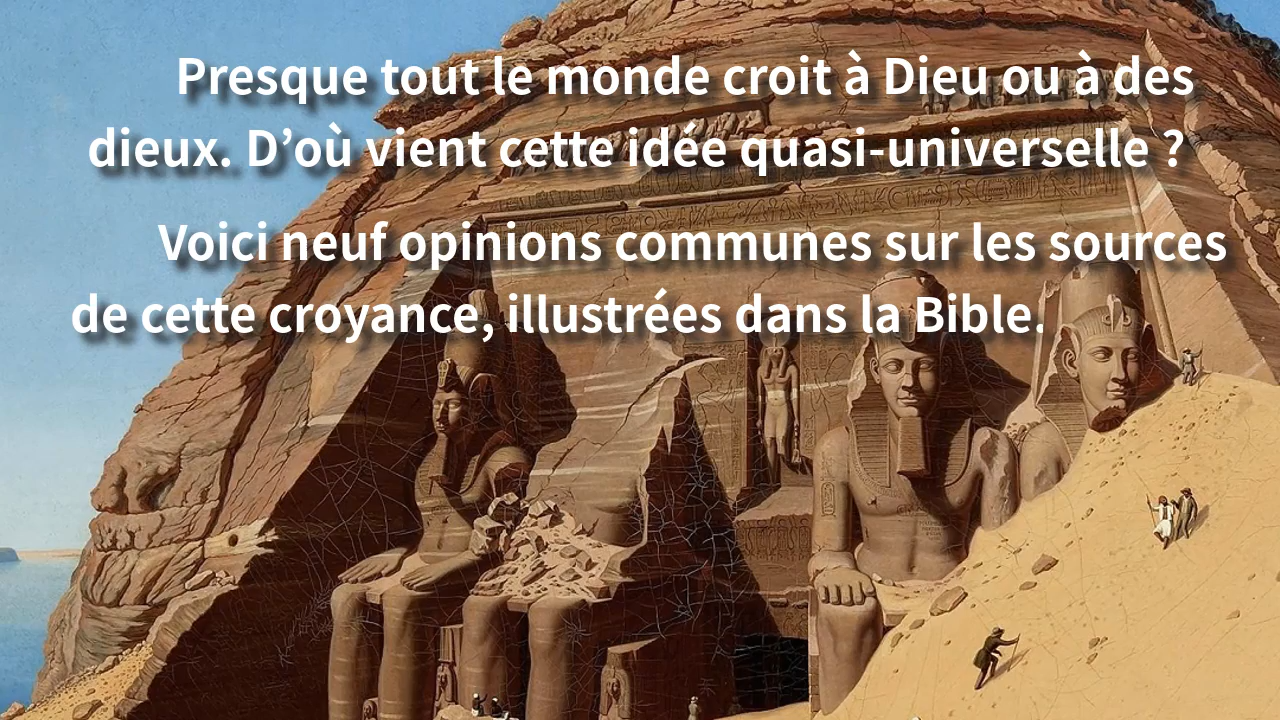 Presque tout le monde croit à Dieu ou à des
dieux. D’où vient cette idée quasi-universelle ?
Voici neuf opinions communes sur les sources
de cette croyance, illustrées dans la Bible.